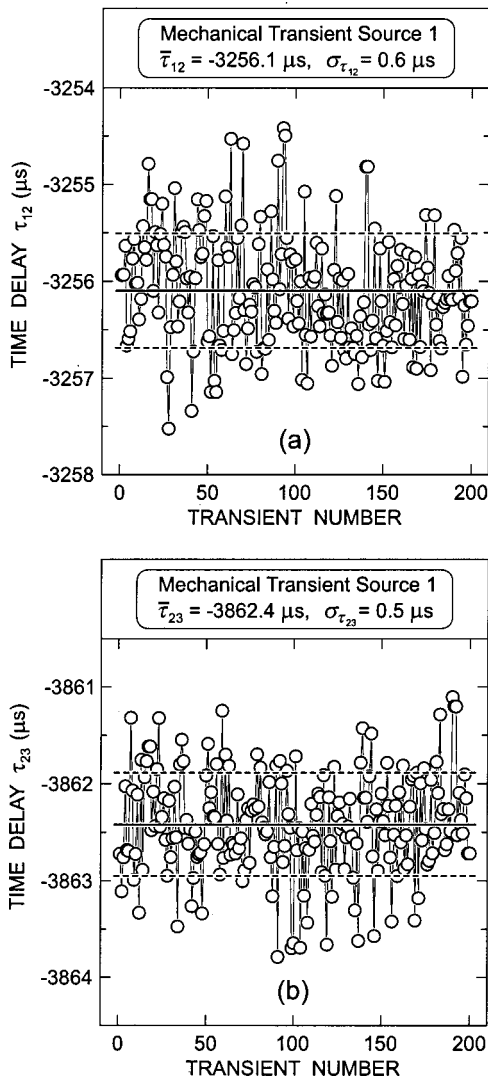 Mechanical Transient Source 1
τ̅₁₂ = -3256.1 μs, σ_τ₁₂ = 0.6 μs
-3254
-3255
-3256
-3257
-3258
TIME DELAY τ₁₂ (μs)
(a)
0 50 100 150 200
TRANSIENT NUMBER
Mechanical Transient Source 1
τ̅₂₃ = -3862.4 μs, σ_τ₂₃ = 0.5 μs
-3861
-3862
-3863
-3864
TIME DELAY τ₂₃ (μs)
(b)
0 50 100 150 200
TRANSIENT NUMBER